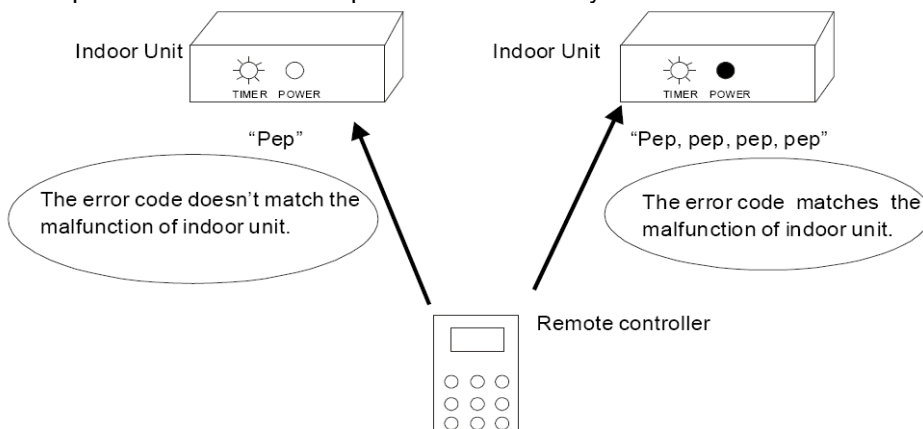 Indoor Unit
TIMER POWER
"Pep"
The error code doesn't match the
malfunction of indoor unit.
Indoor Unit
TIMER POWER
"Pep, pep, pep, pep"
The error code matches the
malfunction of indoor unit.
Remote controller